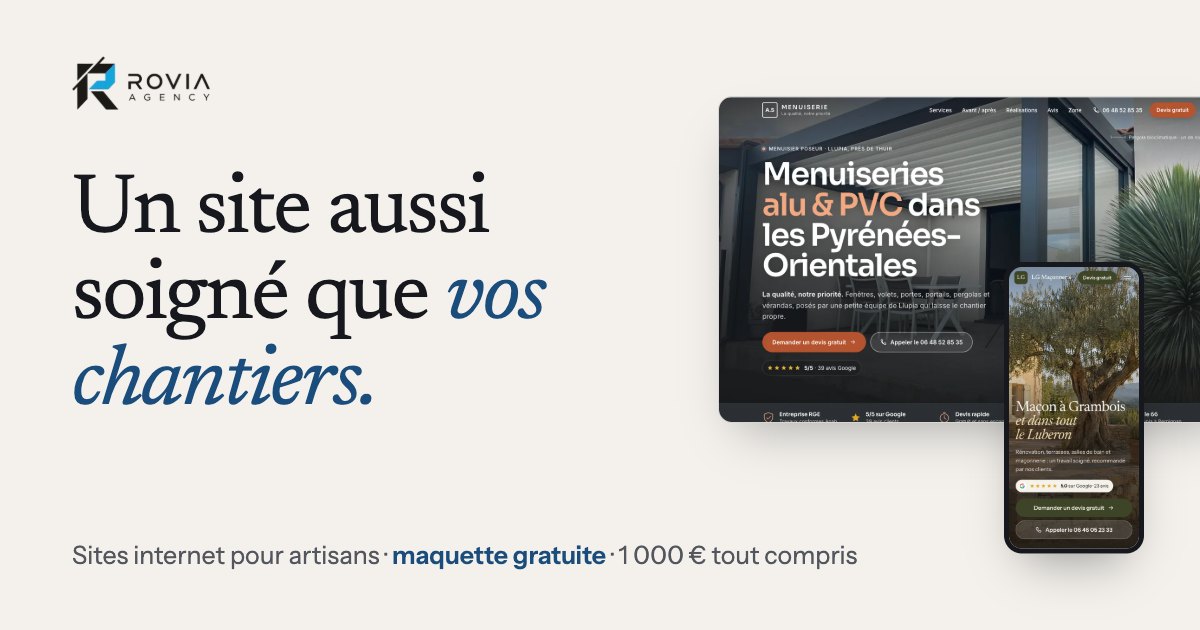 ROVIA
AGENCY
Un site aussi
soigné que vos
chantiers.
Sites internet pour artisans · maquette gratuite · 1 000 € tout compris
A.S MENUISERIE
La qualité, notre priorité
Services Avant / après Réalisations Avis Zone 06 48 52 85 35 Devis gratuit
MENUISIER POSEUR · LLUPIA, PRÈS DE THUIR
Menuiseries
alu & PVC dans
les Pyrénées-
Orientales
La qualité, notre priorité. Fenêtres, volets, portes, portails, pergolas et
vérandas, posés par une petite équipe de Llupia qui laisse le chantier
propre.
Demander un devis gratuit → Appeler le 06 48 52 85 35
★★★★★ 5/5 · 39 avis Google
Entreprise RGE 5/5 sur Google Devis rapide
LG LG Maçonnerie Devis gratuit
Maçon à Grambois
et dans tout
le Luberon
Rénovation, terrasses, salles de bain et
maçonnerie : un travail soigné, recommandé
par nos clients.
G ★★★★★ 5.0 sur Google · 23 avis
Demander un devis gratuit →
Appeler le 06 46 05 23 33